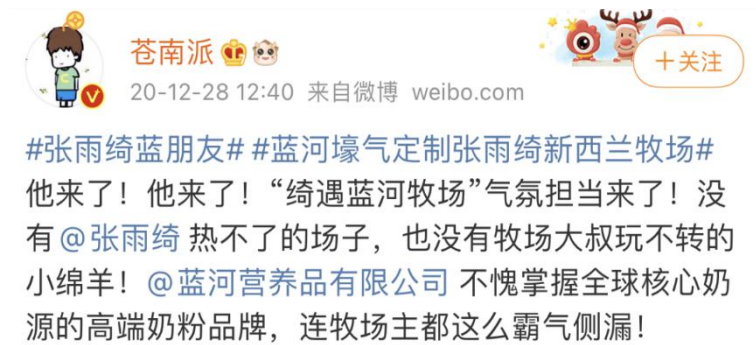 苍南派
+关注
20-12-28 12:40 来自微博 weibo.com
#张雨绮蓝朋友# #蓝河壕气定制张雨绮新西兰牧场#
他来了！他来了！“绮遇蓝河牧场”气氛担当来了！没
有@张雨绮 热不了的场子，也没有牧场大叔玩不转的
小绵羊！@蓝河营养品有限公司 不愧掌握全球核心奶
源的高端奶粉品牌，连牧场主都这么霸气侧漏！